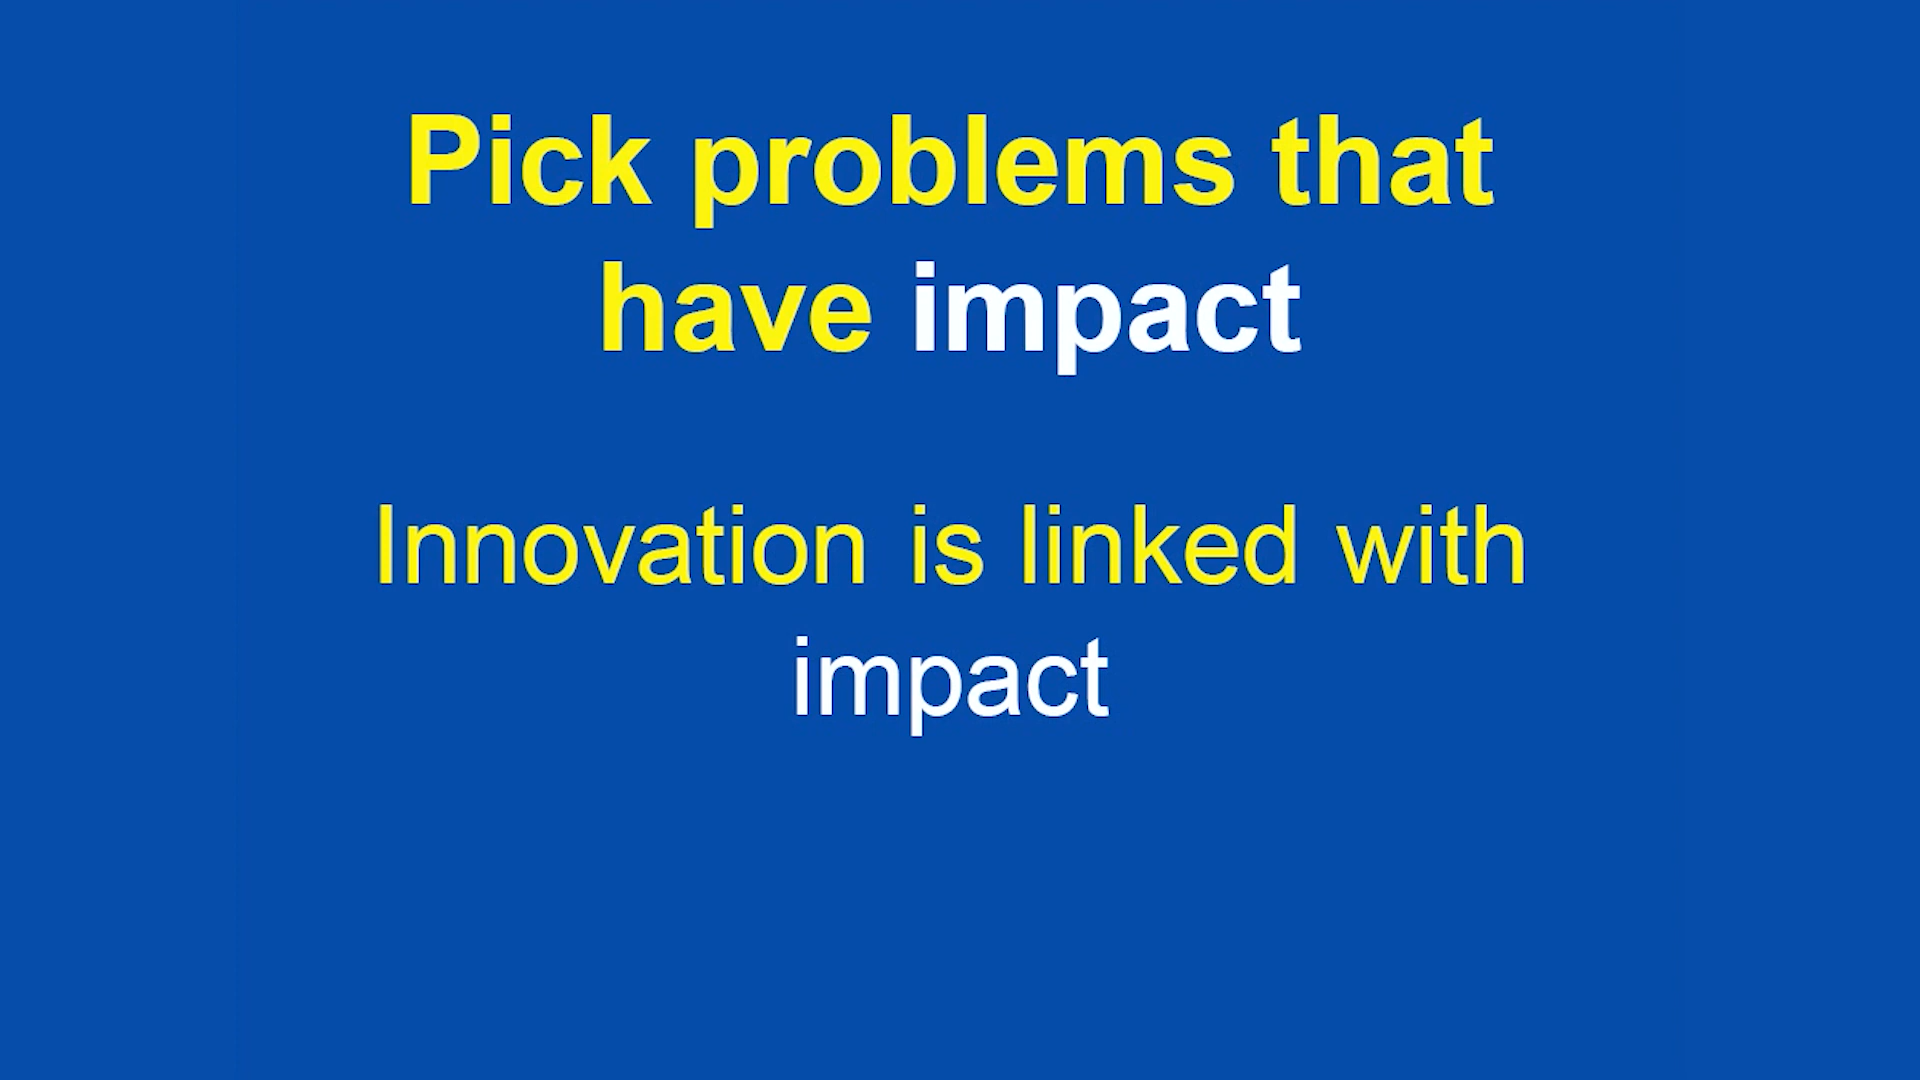 Pick problems that
have impact
Innovation is linked with
impact